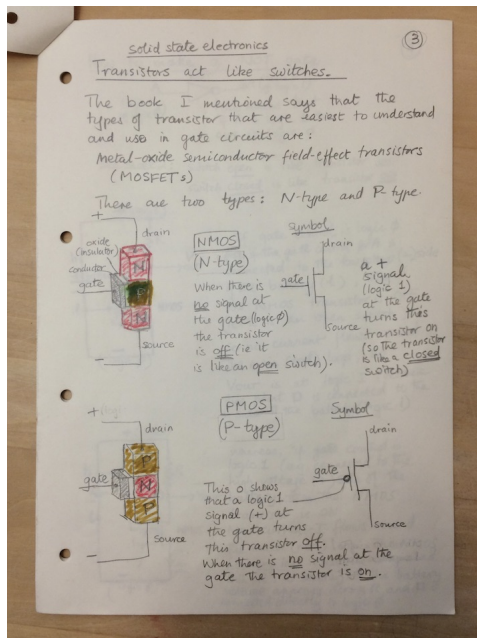 3
solid state electronics
Transistors act like switches.
The book I mentioned says that the
types of transistor that are easiest to understand
and use in gate circuits are:
Metal-oxide semiconductor field-effect transistors
(MOSFETs)
There are two types: N-type and P-type.
+
drain
oxide
(insulator)
conductor
gate
N
P
N
source
-
NMOS
(N-type)
When there is
no signal at
the gate (logic 0)
the transistor
is off (ie it
is like an open switch).
Symbol
drain
gate
source
a +
signal
(logic 1)
at the gate
turns this
transistor on
(so the transistor
is like a closed
switch)
+
drain
gate
P
N
P
source
-
PMOS
(P-type)
This o shows
that a logic 1
signal (+) at
the gate turns
this transistor off.
When there is no signal at the
gate the transistor is on.
Symbol
drain
gate
source